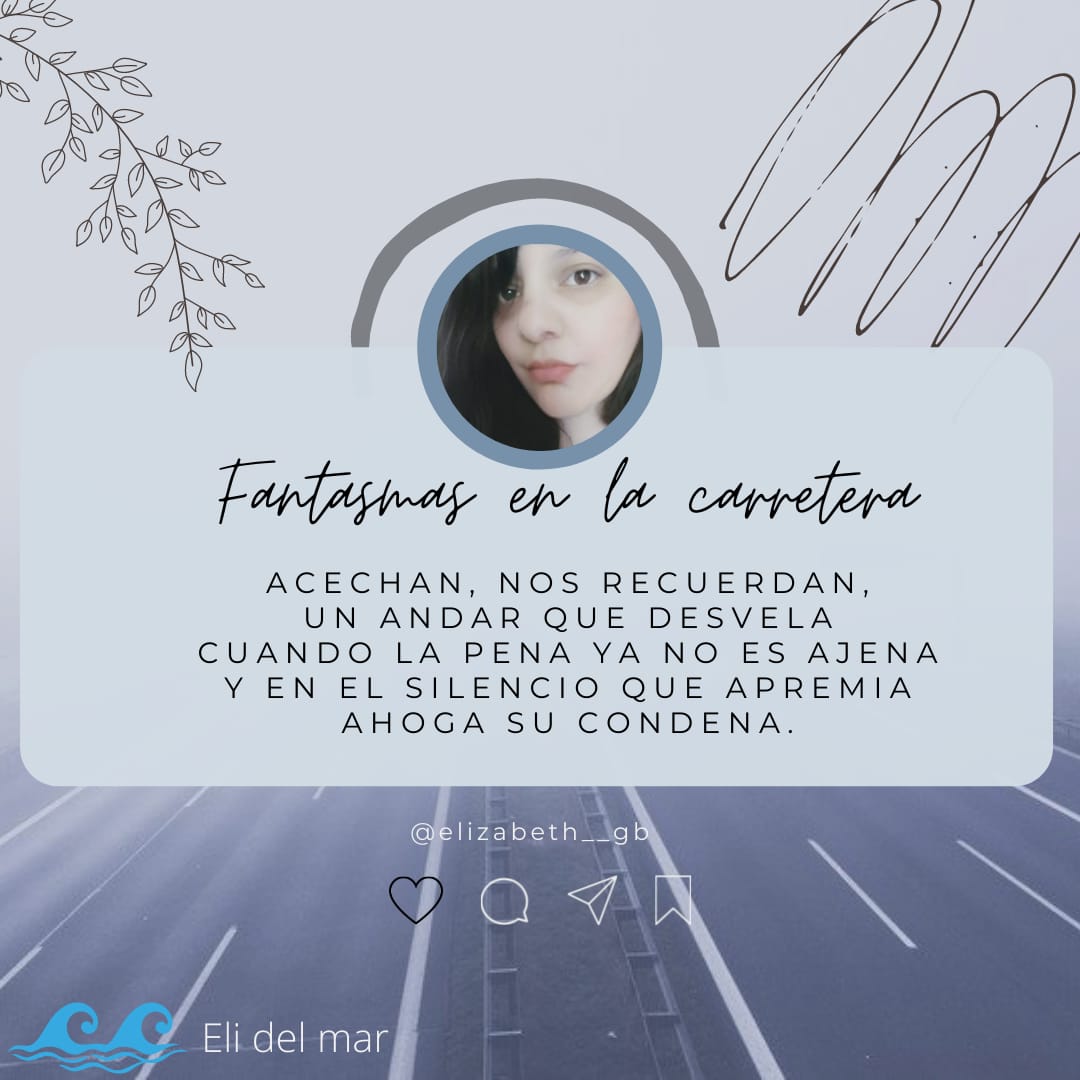 Fantasmas en la carretera
ACECHAN, NOS RECUERDAN,
UN ANDAR QUE DESVELA
CUANDO LA PENA YA NO ES AJENA
Y EN EL SILENCIO QUE APREMIA
AHOGA SU CONDENA.
@elizabeth__gb
Eli del mar